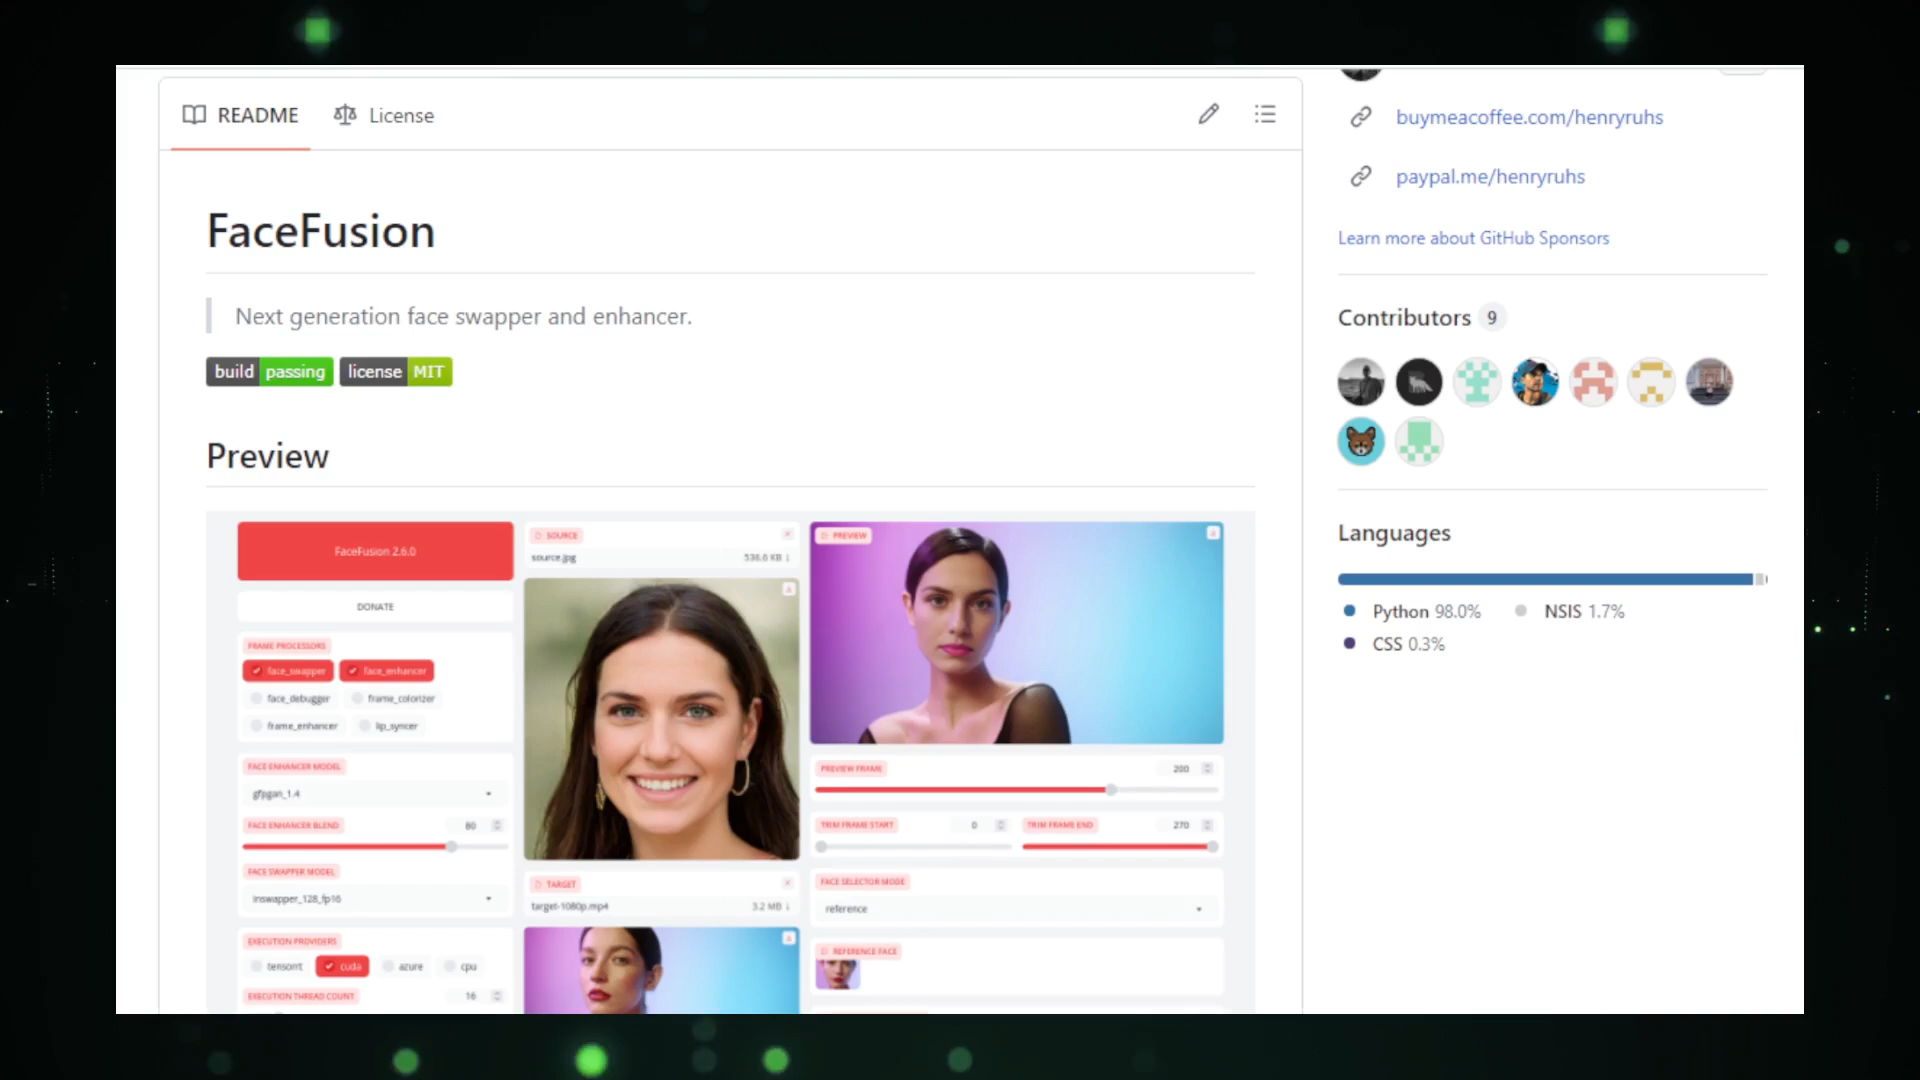 README
License
FaceFusion
Next generation face swapper and enhancer.
build passing license MIT
Preview
FaceFusion 2.6.0
DONATE
FRAME PROCESSORS
face_swapper face_enhancer
face_debugger frame_colorizer
frame_enhancer lip_syncer
FACE ENHANCER MODEL
gfpgan_1.4
FACE ENHANCER BLEND 80
FACE SWAPPER MODEL
inswapper_128_fp16
EXECUTION PROVIDERS
tensorrt cuda azure cpu
EXECUTION THREAD COUNT 16
SOURCE
source.jpg 536.6 KB ↓
TARGET
target-1080p.mp4 3.2 MB ↓
PREVIEW
PREVIEW FRAME 200
TRIM FRAME START 0 TRIM FRAME END 270
FACE SELECTOR MODE
reference
REFERENCE FACE
buymeacoffee.com/henryruhs
paypal.me/henryruhs
Learn more about GitHub Sponsors
Contributors 9
Languages
Python 98.0% NSIS 1.7%
CSS 0.3%